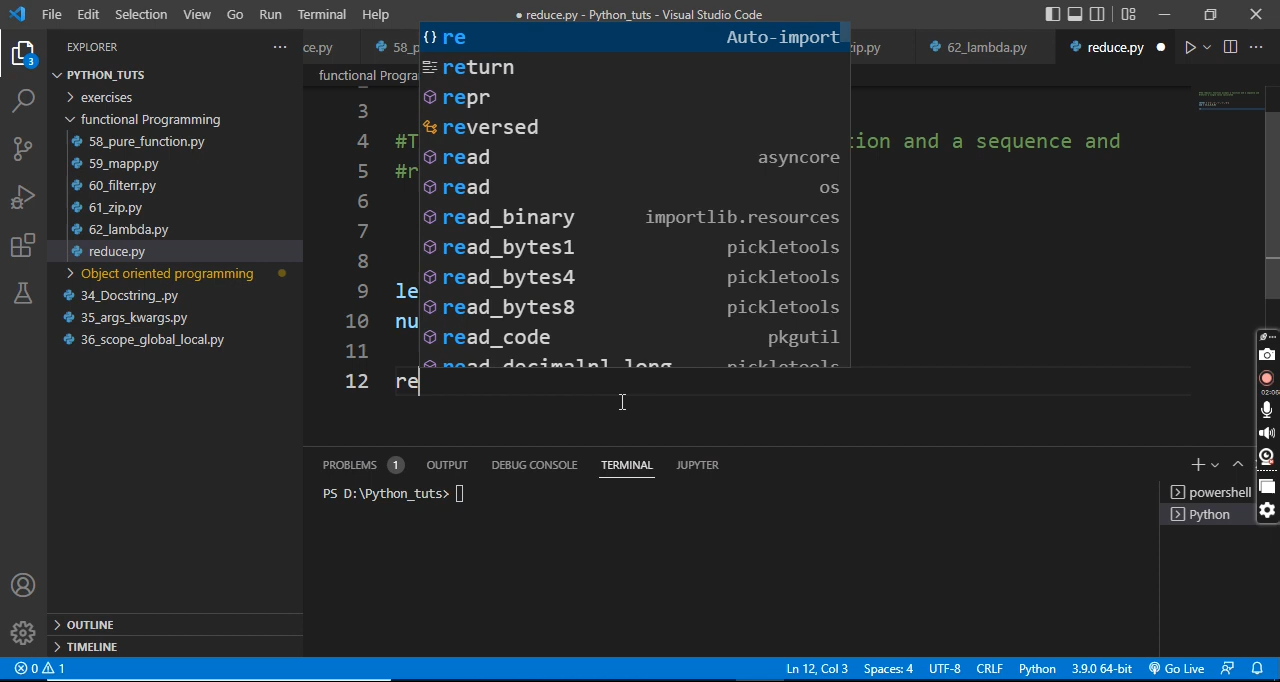 File Edit Selection View Go Run Terminal Help
● reduce.py - Python_tuts - Visual Studio Code
EXPLORER
PYTHON_TUTS
exercises
functional Programming
58_pure_function.py
59_mapp.py
60_filterr.py
61_zip.py
62_lambda.py
reduce.py
Object oriented programming
34_Docstring_.py
35_args_kwargs.py
36_scope_global_local.py
OUTLINE
TIMELINE
3
ce.py 58_p zip.py 62_lambda.py reduce.py
functional Progra
3
4 #T tion and a sequence and
5 #r
6
7
8
9 le
10 nu
11
12 re
re Auto-import
return
repr
reversed
read asyncore
read os
read_binary importlib.resources
read_bytes1 pickletools
read_bytes4 pickletools
read_bytes8 pickletools
read_code pkgutil
read_decimalnl_long pickletools
PROBLEMS 1 OUTPUT DEBUG CONSOLE TERMINAL JUPYTER
PS D:\Python_tuts>
powershell
Python
0 1 Ln 12, Col 3 Spaces: 4 UTF-8 CRLF Python 3.9.0 64-bit Go Live